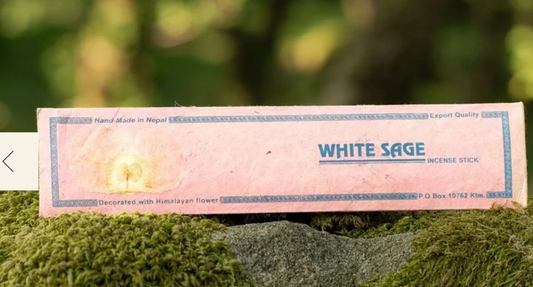 Hand-Made in Nepal
Export Quality
WHITE SAGE
INCENSE STICK
Decorated with Himalayan flower
P.O.Box 10762 Ktm.